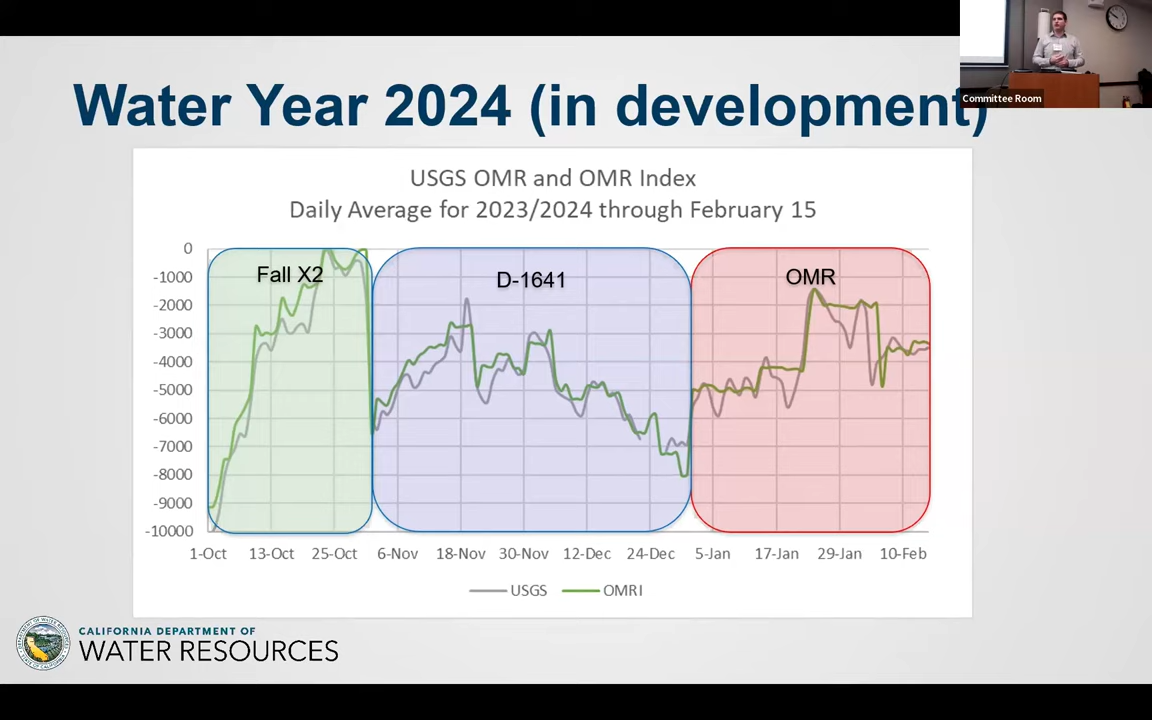 Water Year 2024 (in development)
Committee Room
USGS OMR and OMR Index
Daily Average for 2023/2024 through February 15
Fall X2
D-1641
OMR
0
-1000
-2000
-3000
-4000
-5000
-6000
-7000
-8000
-9000
-10000
1-Oct 13-Oct 25-Oct 6-Nov 18-Nov 30-Nov 12-Dec 24-Dec 5-Jan 17-Jan 29-Jan 10-Feb
USGS OMRI
CALIFORNIA DEPARTMENT OF
WATER RESOURCES